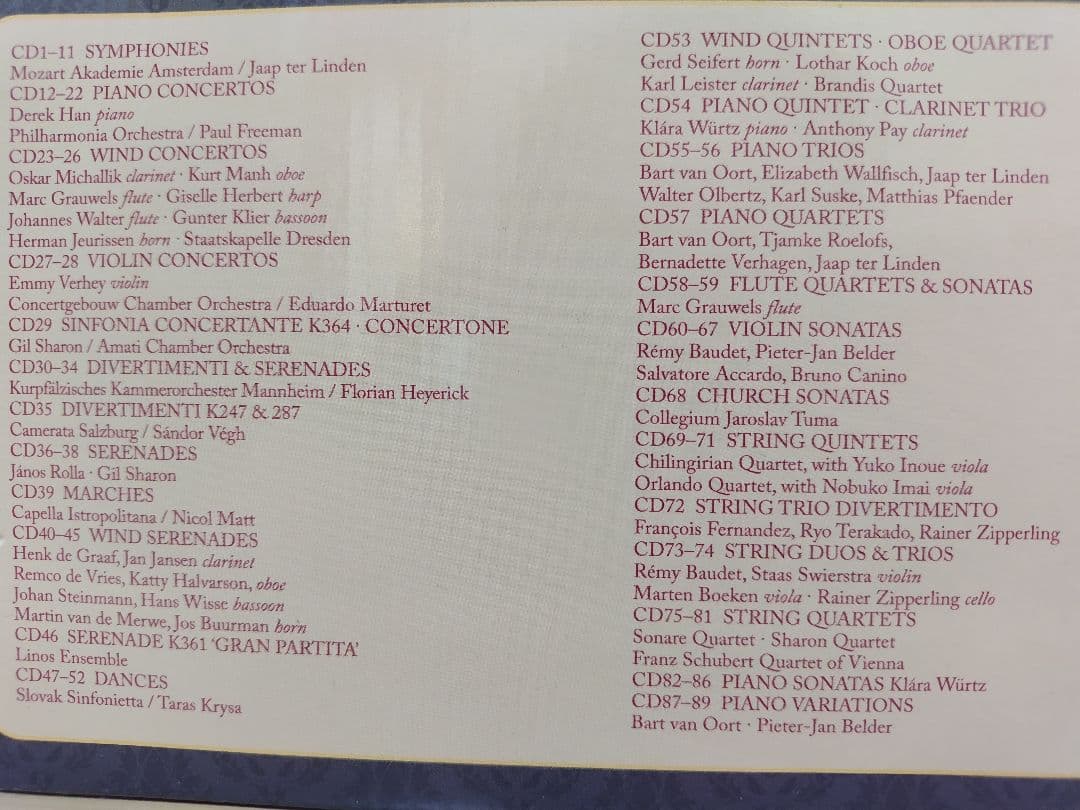 CD1–11 SYMPHONIES
Mozart Akademie Amsterdam / Jaap ter Linden
CD12–22 PIANO CONCERTOS
Derek Han piano
Philharmonia Orchestra / Paul Freeman
CD23–26 WIND CONCERTOS
Oskar Michallik clarinet · Kurt Manh oboe
Marc Grauwels flute · Giselle Herbert harp
Johannes Walter flute · Gunter Klier bassoon
Herman Jeurissen horn · Staatskapelle Dresden
CD27–28 VIOLIN CONCERTOS
Emmy Verhey violin
Concertgebouw Chamber Orchestra / Eduardo Marturet
CD29 SINFONIA CONCERTANTE K364 · CONCERTONE
Gil Sharon / Amati Chamber Orchestra
CD30–34 DIVERTIMENTI & SERENADES
Kurpfälzisches Kammerorchester Mannheim / Florian Heyerick
CD35 DIVERTIMENTI K247 & 287
Camerata Salzburg / Sándor Végh
CD36–38 SERENADES
János Rolla · Gil Sharon
CD39 MARCHES
Capella Istropolitana / Nicol Matt
CD40–45 WIND SERENADES
Henk de Graaf, Jan Jansen clarinet
Remco de Vries, Katty Halvarson, oboe
Johan Steinmann, Hans Wisse bassoon
Martin van de Merwe, Jos Buurman horn
CD46 SERENADE K361 ‘GRAN PARTITA’
Linos Ensemble
CD47–52 DANCES
Slovak Sinfonietta / Taras Krysa
CD53 WIND QUINTETS · OBOE QUARTET
Gerd Seifert horn · Lothar Koch oboe
Karl Leister clarinet · Brandis Quartet
CD54 PIANO QUINTET · CLARINET TRIO
Klára Würtz piano · Anthony Pay clarinet
CD55–56 PIANO TRIOS
Bart van Oort, Elizabeth Wallfisch, Jaap ter Linden
Walter Olbertz, Karl Suske, Matthias Pfaender
CD57 PIANO QUARTETS
Bart van Oort, Tjamke Roelofs,
Bernadette Verhagen, Jaap ter Linden
CD58–59 FLUTE QUARTETS & SONATAS
Marc Grauwels flute
CD60–67 VIOLIN SONATAS
Rémy Baudet, Pieter-Jan Belder
Salvatore Accardo, Bruno Canino
CD68 CHURCH SONATAS
Collegium Jaroslav Tuma
CD69–71 STRING QUINTETS
Chilingirian Quartet, with Yuko Inoue viola
Orlando Quartet, with Nobuko Imai viola
CD72 STRING TRIO DIVERTIMENTO
François Fernandez, Ryo Terakado, Rainer Zipperling
CD73–74 STRING DUOS & TRIOS
Rémy Baudet, Staas Swierstra violin
Marten Boeken viola · Rainer Zipperling cello
CD75–81 STRING QUARTETS
Sonare Quartet · Sharon Quartet
Franz Schubert Quartet of Vienna
CD82–86 PIANO SONATAS Klára Würtz
CD87–89 PIANO VARIATIONS
Bart van Oort · Pieter-Jan Belder